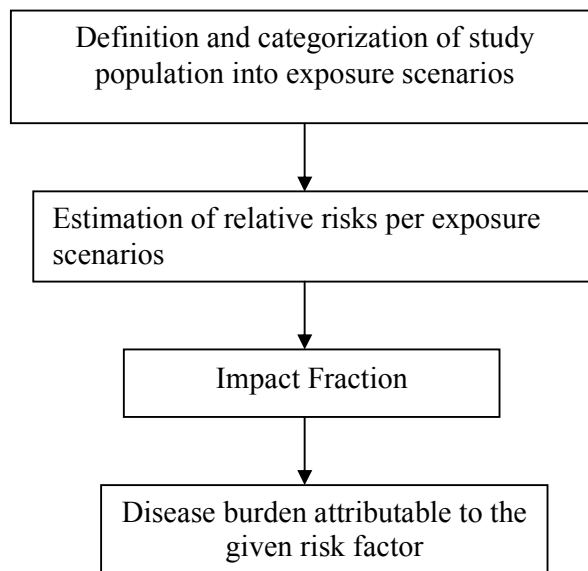 Definition and categorization of study
population into exposure scenarios
Estimation of relative risks per exposure
scenarios
Impact Fraction
Disease burden attributable to the
given risk factor